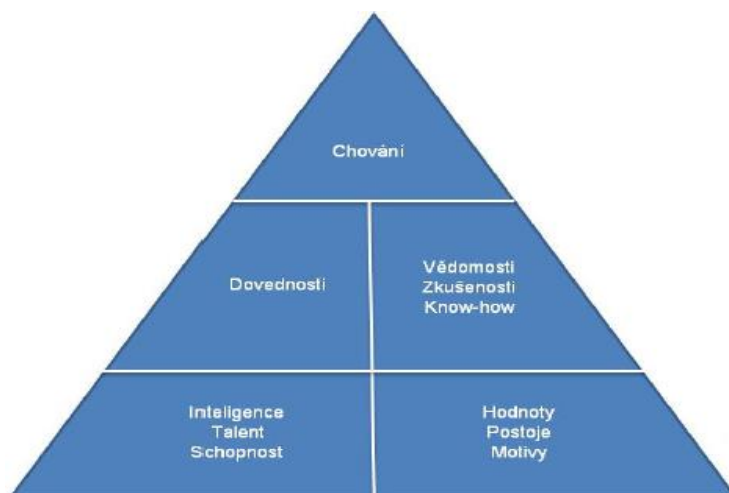 Chování
Dovednosti
Vědomosti
Zkušenosti
Know-how
Inteligence
Talent
Schopnost
Hodnoty
Postoje
Motivy